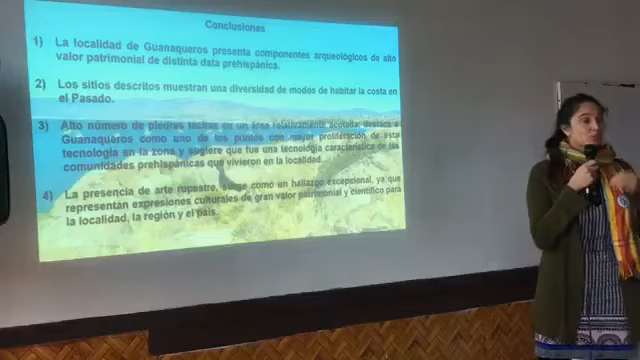 Conclusiones
1) La localidad de Guanaqueros presenta componentes arqueológicos de alto
valor patrimonial de distinta data prehispánica.
2) Los sitios descritos muestran una diversidad de modos de habitar la costa en
el Pasado.
3) Alto número de piedras tacitas en un área relativamente acotada, destaca a
Guanaqueros como uno de los puntos con mayor proliferación de esta
tecnología en la zona y sugiere que fue una tecnología característica de las
comunidades prehispánicas que vivieron en la localidad.
4) La presencia de arte rupestre, surge como un hallazgo excepcional, ya que
representan expresiones culturales de gran valor patrimonial y científico para
la localidad, la región y el país.